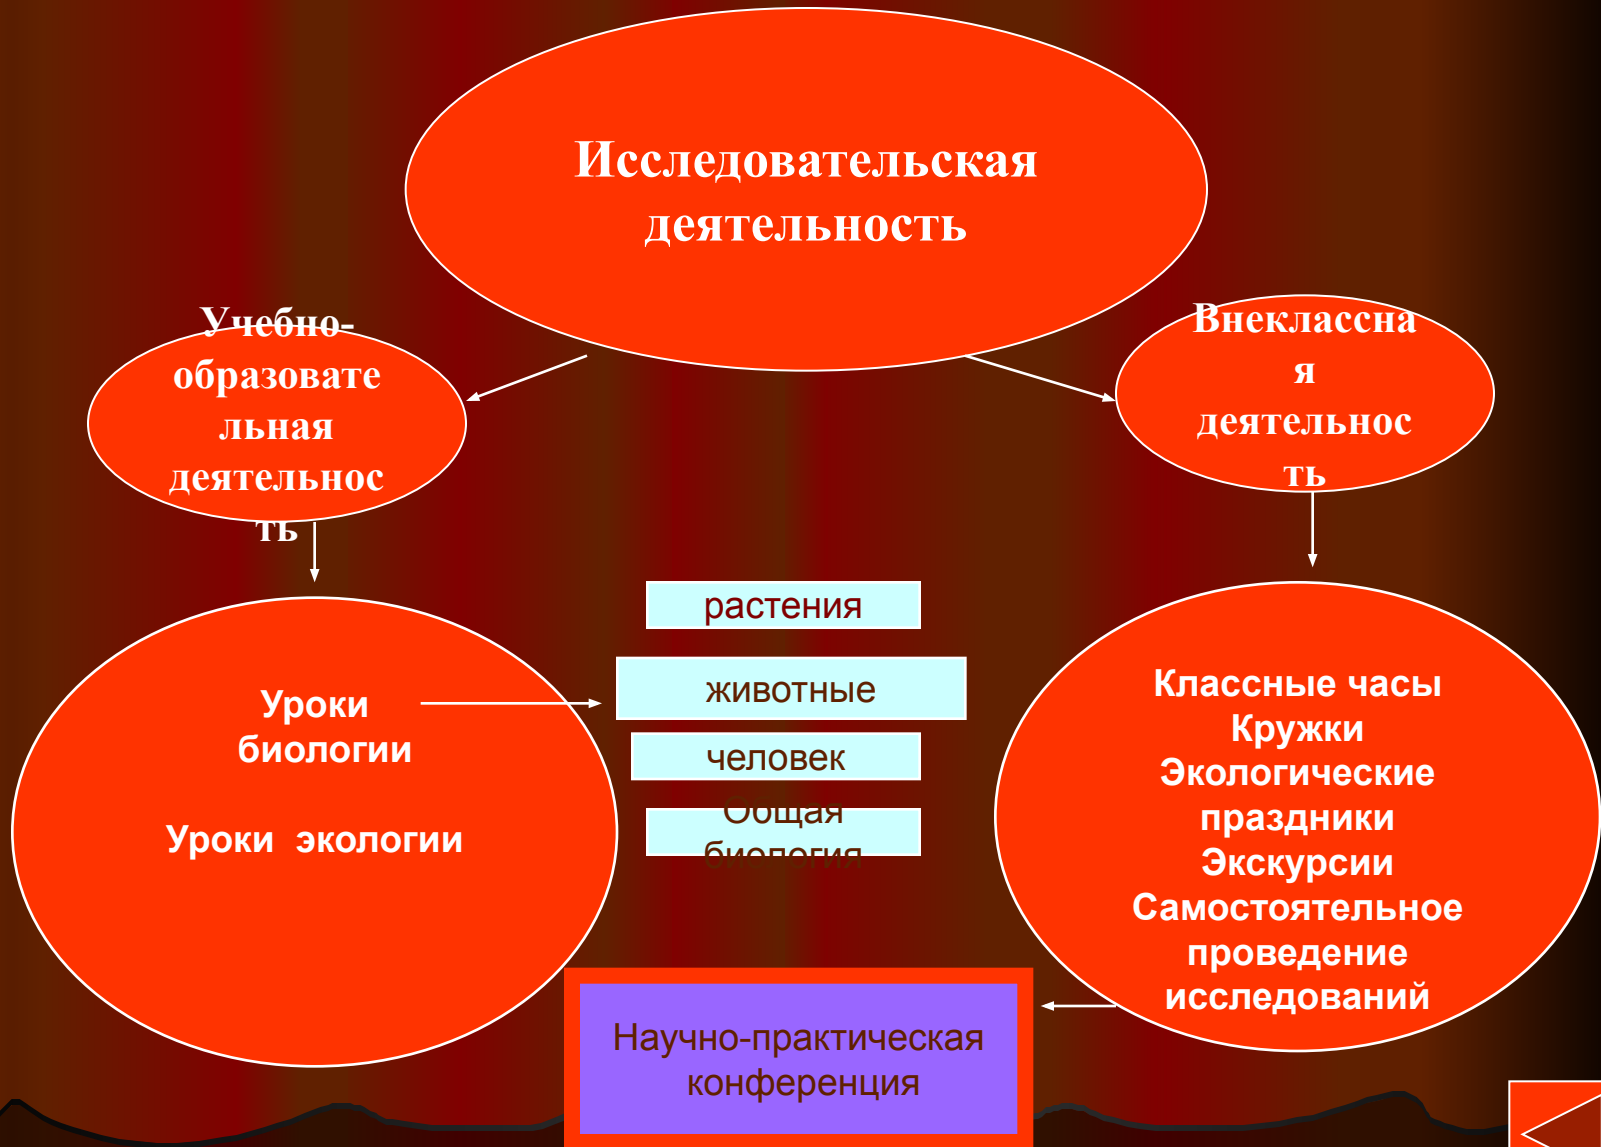 Исследовательская
деятельность
Учебно-
образовате
льная
деятельнос
ть
Внеклассна
я
деятельнос
ть
Уроки
биологии
Уроки экологии
растения
животные
человек
Общая
биология
Классные часы
Кружки
Экологические
праздники
Экскурсии
Самостоятельное
проведение
исследований
Научно-практическая
конференция